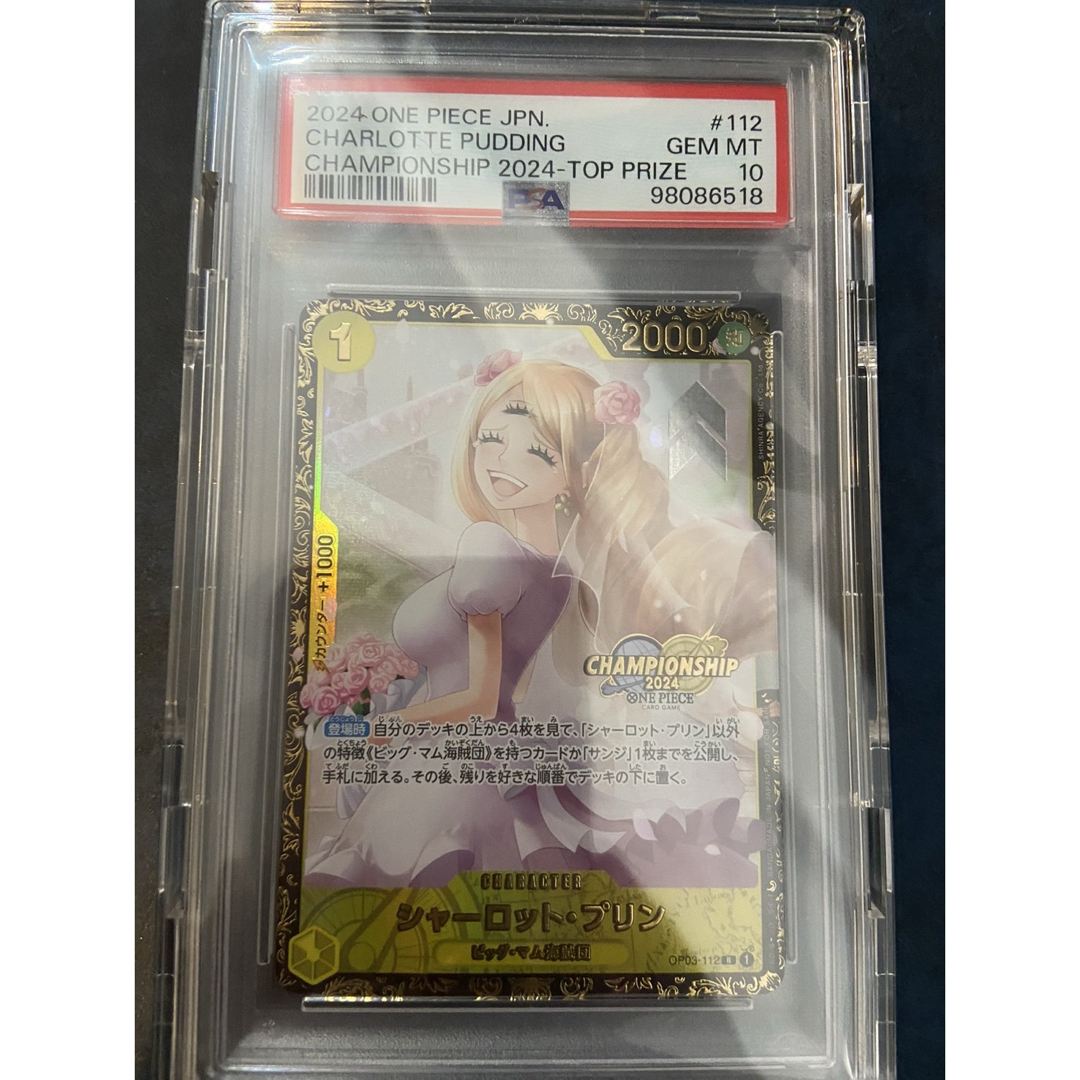 2024 ONE PIECE JPN. #112
CHARLOTTE PUDDING GEM MT
CHAMPIONSHIP 2024-TOP PRIZE 10
PSA 98086518
1
2000
カウンター +1000
CHAMPIONSHIP
2024
ONE PIECE
CARD GAME
登場時 自分のデッキの上から4枚を見て、「シャーロット・プリン」以外
の特徴《ビッグ・マム海賊団》を持つカードか「サンジ」1枚までを公開し、
手札に加える。その後、残りを好きな順番でデッキの下に置く。
CHARACTER
シャーロット・プリン
ビッグ・マム海賊団
OP03-112 R 1